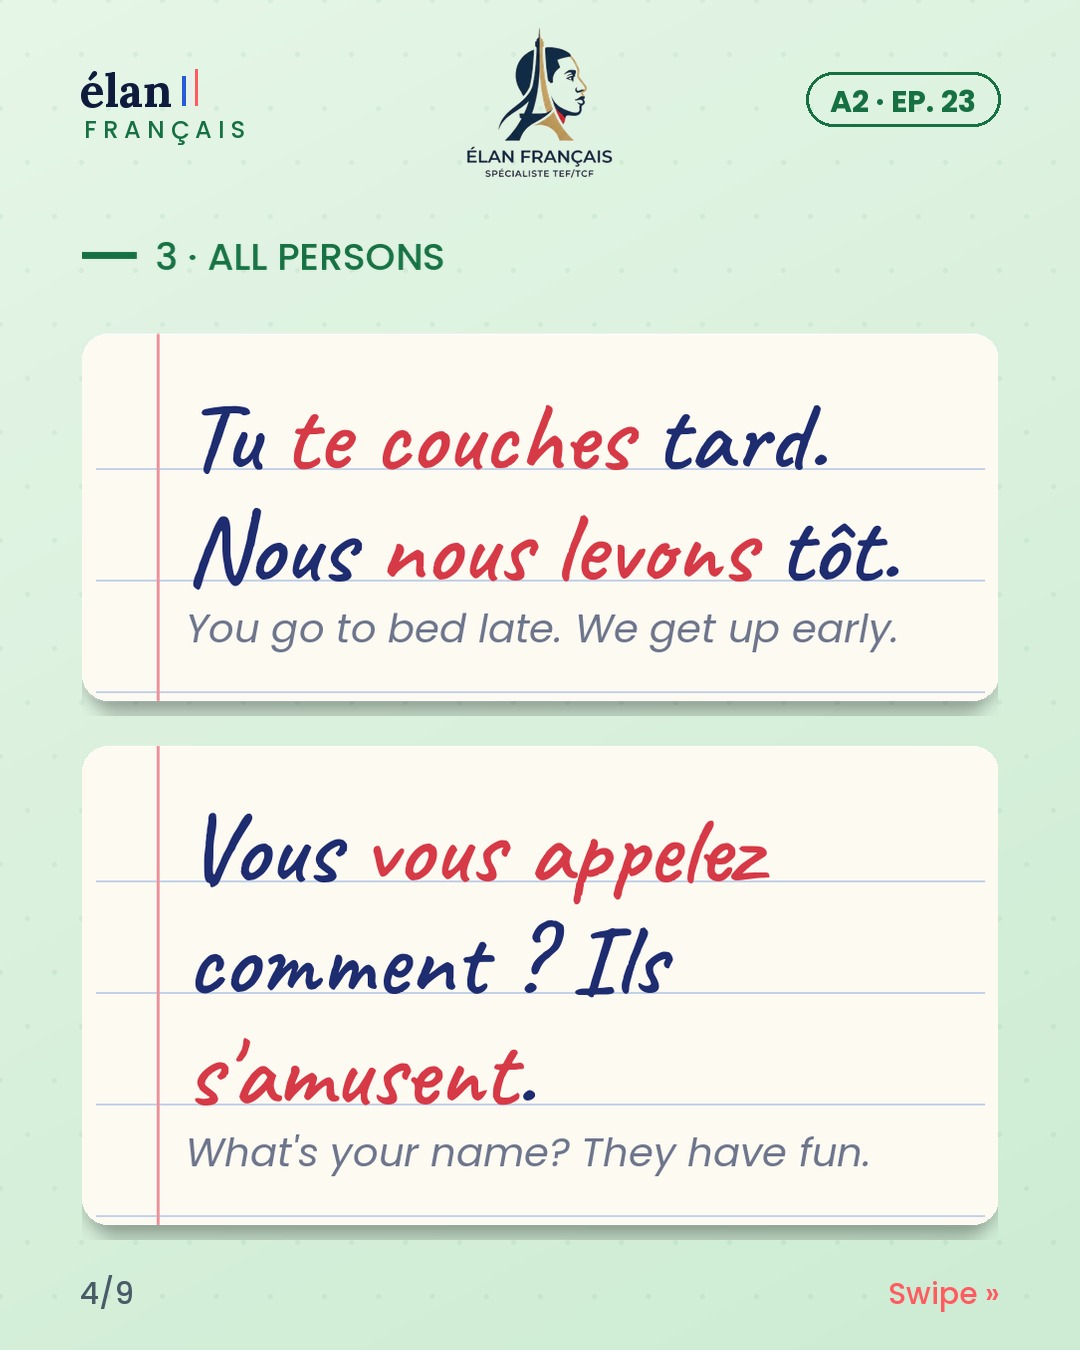 élan
FRANÇAIS
ÉLAN FRANÇAIS
SPÉCIALISTE TEF/TCF
A2 · EP. 23
3 · ALL PERSONS
Tu te couches tard.
Nous nous levons tôt.
You go to bed late. We get up early.
Vous vous appelez
comment ? Ils
s'amusent.
What's your name? They have fun.
4/9
Swipe »